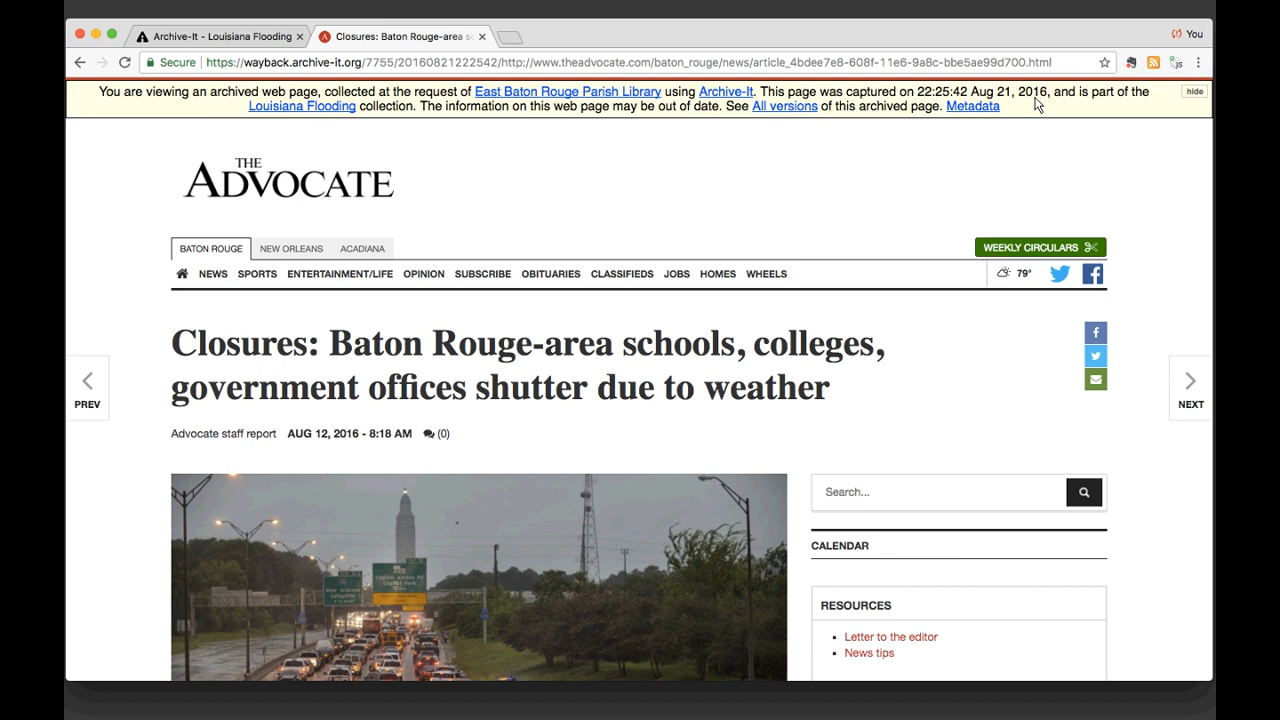 Archive-It - Louisiana Flooding
Closures: Baton Rouge-area sc
You
Secure
https://wayback.archive-it.org/7755/20160821222542/http://www.theadvocate.com/baton_rouge/news/article_4bdee7e8-608f-11e6-9a8c-bbe5ae99d700.html
You are viewing an archived web page, collected at the request of East Baton Rouge Parish Library using Archive-It. This page was captured on 22:25:42 Aug 21, 2016, and is part of the
hide
Louisiana Flooding collection. The information on this web page may be out of date. See All versions of this archived page. Metadata
THE
ADVOCATE
BATON ROUGE NEW ORLEANS ACADIANA
WEEKLY CIRCULARS
NEWS SPORTS ENTERTAINMENT/LIFE OPINION SUBSCRIBE OBITUARIES CLASSIFIEDS JOBS HOMES WHEELS
79°
Closures: Baton Rouge-area schools, colleges,
government offices shutter due to weather
PREV
NEXT
Advocate staff report AUG 12, 2016 - 8:18 AM (0)
Search...
CALENDAR
RESOURCES
Letter to the editor
News tips